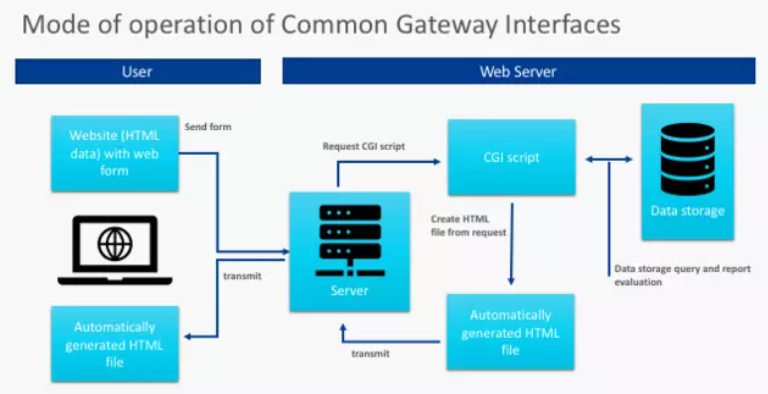 Mode of operation of Common Gateway Interfaces
User
Web Server
Website (HTML
data) with web
form
Send form
Request CGI script
CGI script
Data storage
Create HTML
file from request
Server
transmit
Data storage query and report
evaluation
Automatically
generated HTML
file
transmit
Automatically
generated HTML
file